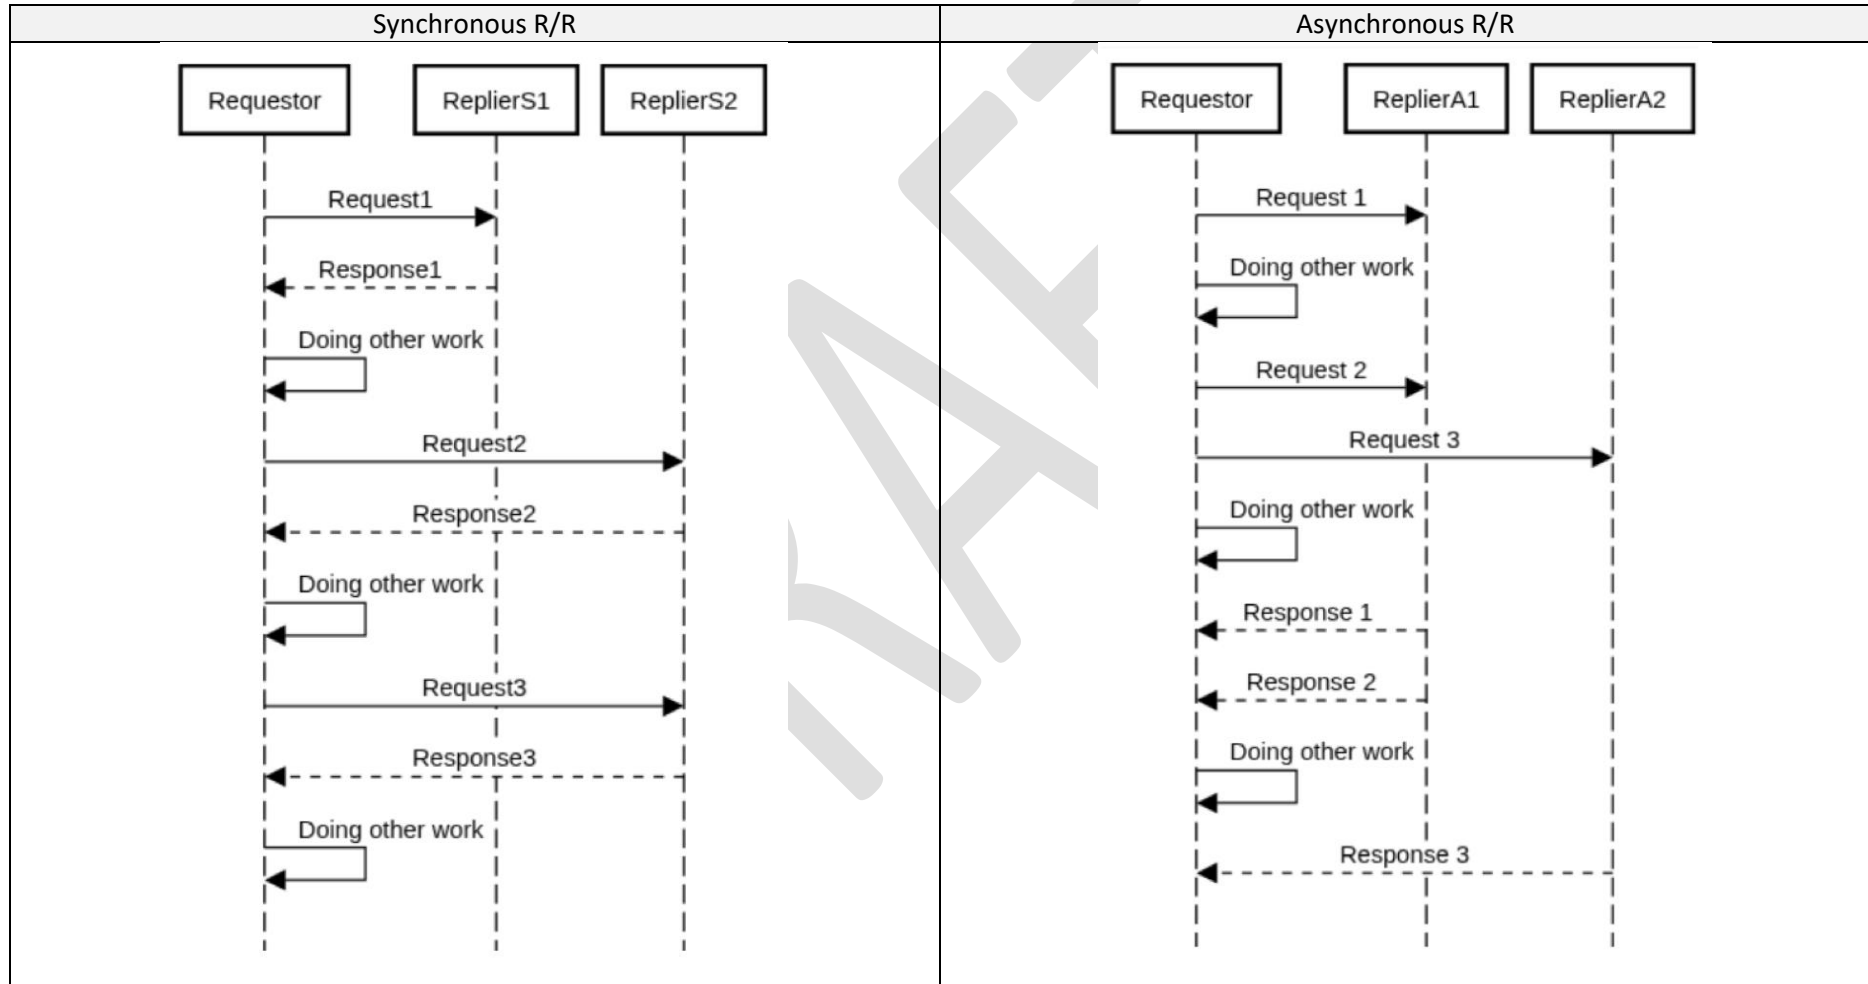 Synchronous R/R
Requestor
ReplierS1
ReplierS2
Request1
Response1
Doing other work
Request2
Response2
Doing other work
Request3
Response3
Doing other work
Asynchronous R/R
Requestor
ReplierA1
ReplierA2
Request 1
Doing other work
Request 2
Request 3
Doing other work
Response 1
Response 2
Doing other work
Response 3